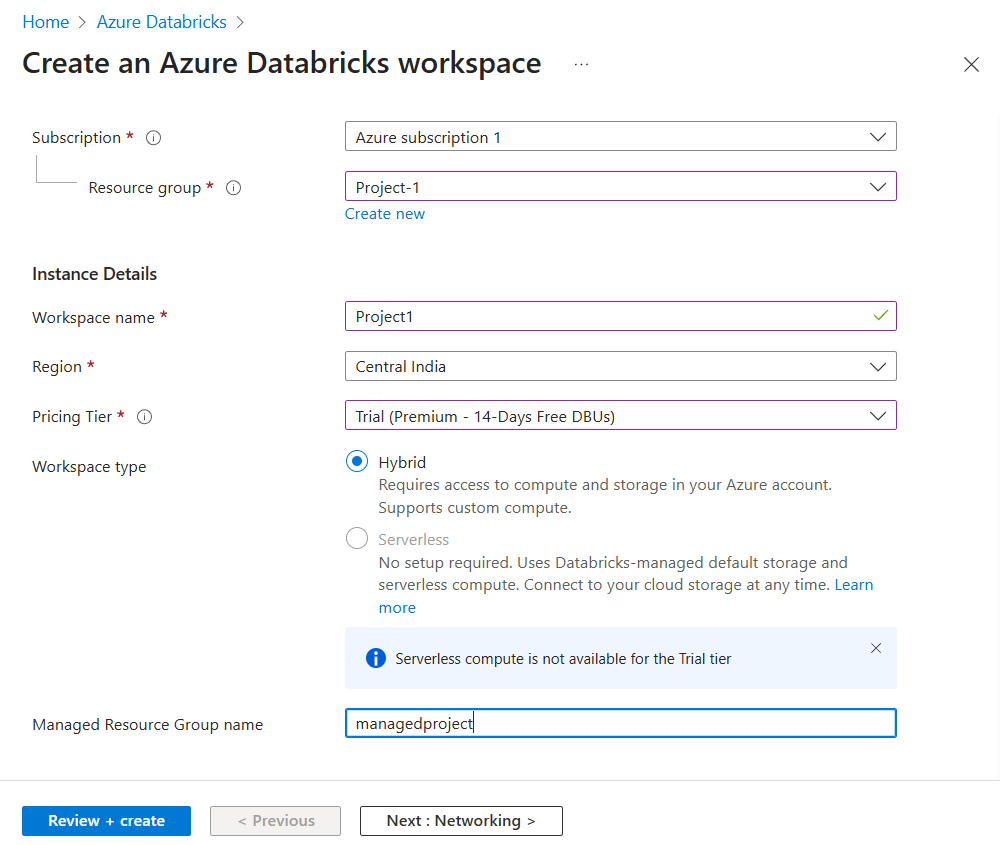 Home > Azure Databricks >
Create an Azure Databricks workspace ...
Subscription * Azure subscription 1
Resource group * Project-1
Create new
Instance Details
Workspace name * Project1
Region * Central India
Pricing Tier * Trial (Premium - 14-Days Free DBUs)
Workspace type Hybrid
Requires access to compute and storage in your Azure account.
Supports custom compute.
Serverless
No setup required. Uses Databricks-managed default storage and
serverless compute. Connect to your cloud storage at any time. Learn
more
Serverless compute is not available for the Trial tier
Managed Resource Group name managedproject
Review + create < Previous Next : Networking >